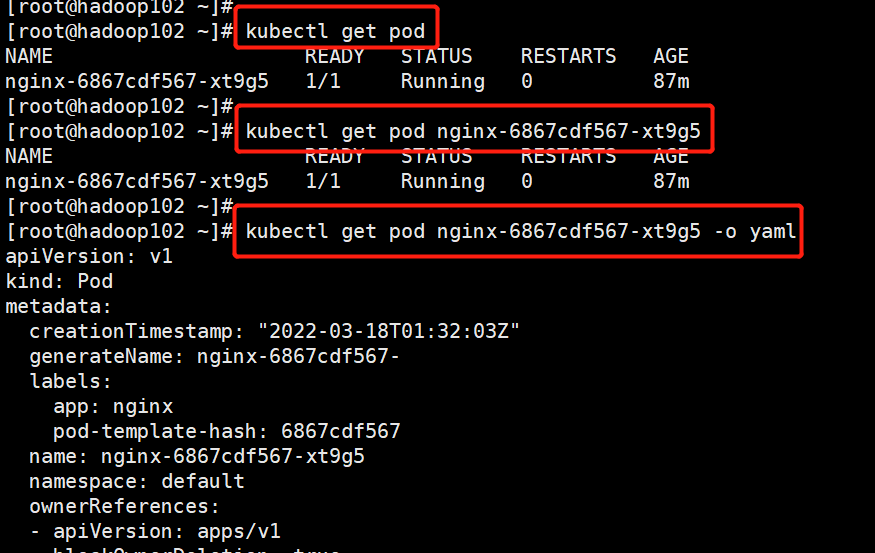 [root@hadoop102 ~]#
[root@hadoop102 ~]# kubectl get pod
NAME                         READY   STATUS    RESTARTS   AGE
nginx-6867cdf567-xt9g5   1/1     Running   0          87m
[root@hadoop102 ~]#
[root@hadoop102 ~]# kubectl get pod nginx-6867cdf567-xt9g5
NAME                         READY   STATUS    RESTARTS   AGE
nginx-6867cdf567-xt9g5   1/1     Running   0          87m
[root@hadoop102 ~]#
[root@hadoop102 ~]# kubectl get pod nginx-6867cdf567-xt9g5 -o yaml
apiVersion: v1
kind: Pod
metadata:
  creationTimestamp: "2022-03-18T01:32:03Z"
  generateName: nginx-6867cdf567-
  labels:
    app: nginx
    pod-template-hash: 6867cdf567
  name: nginx-6867cdf567-xt9g5
  namespace: default
  ownerReferences:
  - apiVersion: apps/v1
    blockOwnerDeletion: true